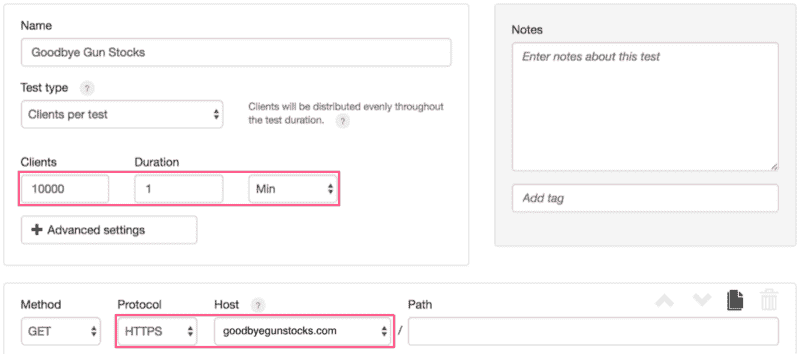 Name
Goodbye Gun Stocks
Test type ?
Clients per test
Clients will be distributed evenly throughout
the test duration. ?
Clients Duration
10000 1 Min
+ Advanced settings
Notes
Enter notes about this test
Add tag
Method Protocol Host ? Path
GET HTTPS goodbyegunstocks.com /